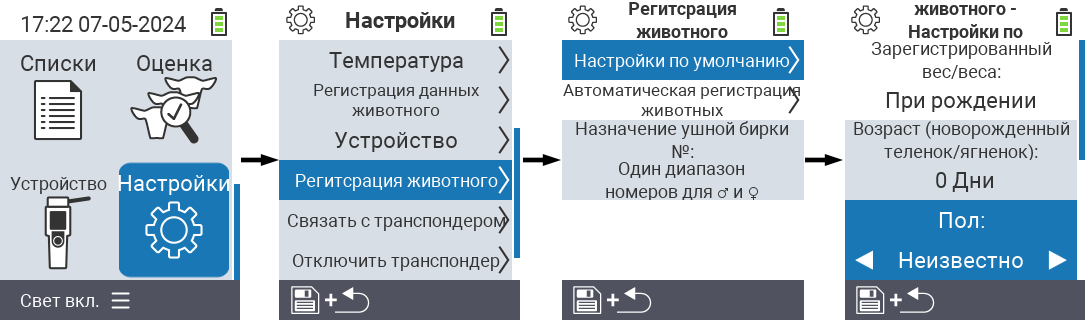 17:22 07-05-2024
Списки
Оценка
Устройство
Настройки
Свет вкл.
Настройки
Температура
Регистрация данных
животного
Устройство
Регитсрация животного
Связать с транспондером
Отключить транспондер
+
Регитсрация
животного
Настройки по умолчанию
Автоматическая регистрация
животных
Назначение ушной бирки
№:
Один диапазон
номеров для ♂ и ♀
+
животного -
Настройки по
Зарегистрированный
вес/веса:
При рождении
Возраст (новорожденный
теленок/ягненок):
0 Дни
Пол:
Неизвестно
+